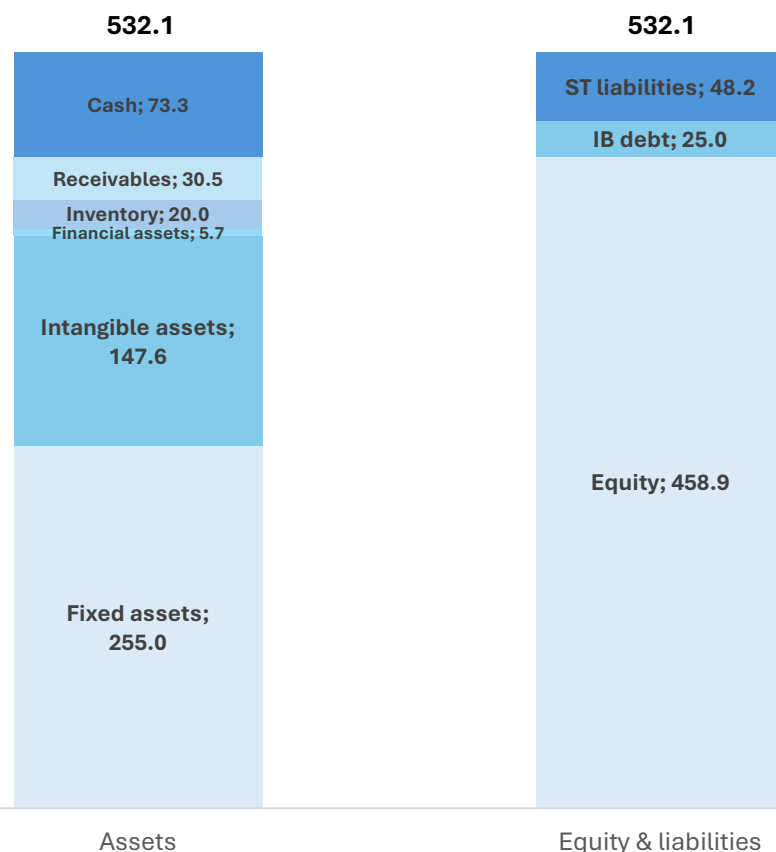 532.1
532.1
Cash; 73.3
Receivables; 30.5
Inventory; 20.0
Financial assets; 5.7
Intangible assets;
147.6
Fixed assets;
255.0
ST liabilities; 48.2
IB debt; 25.0
Equity; 458.9
Assets
Equity & liabilities